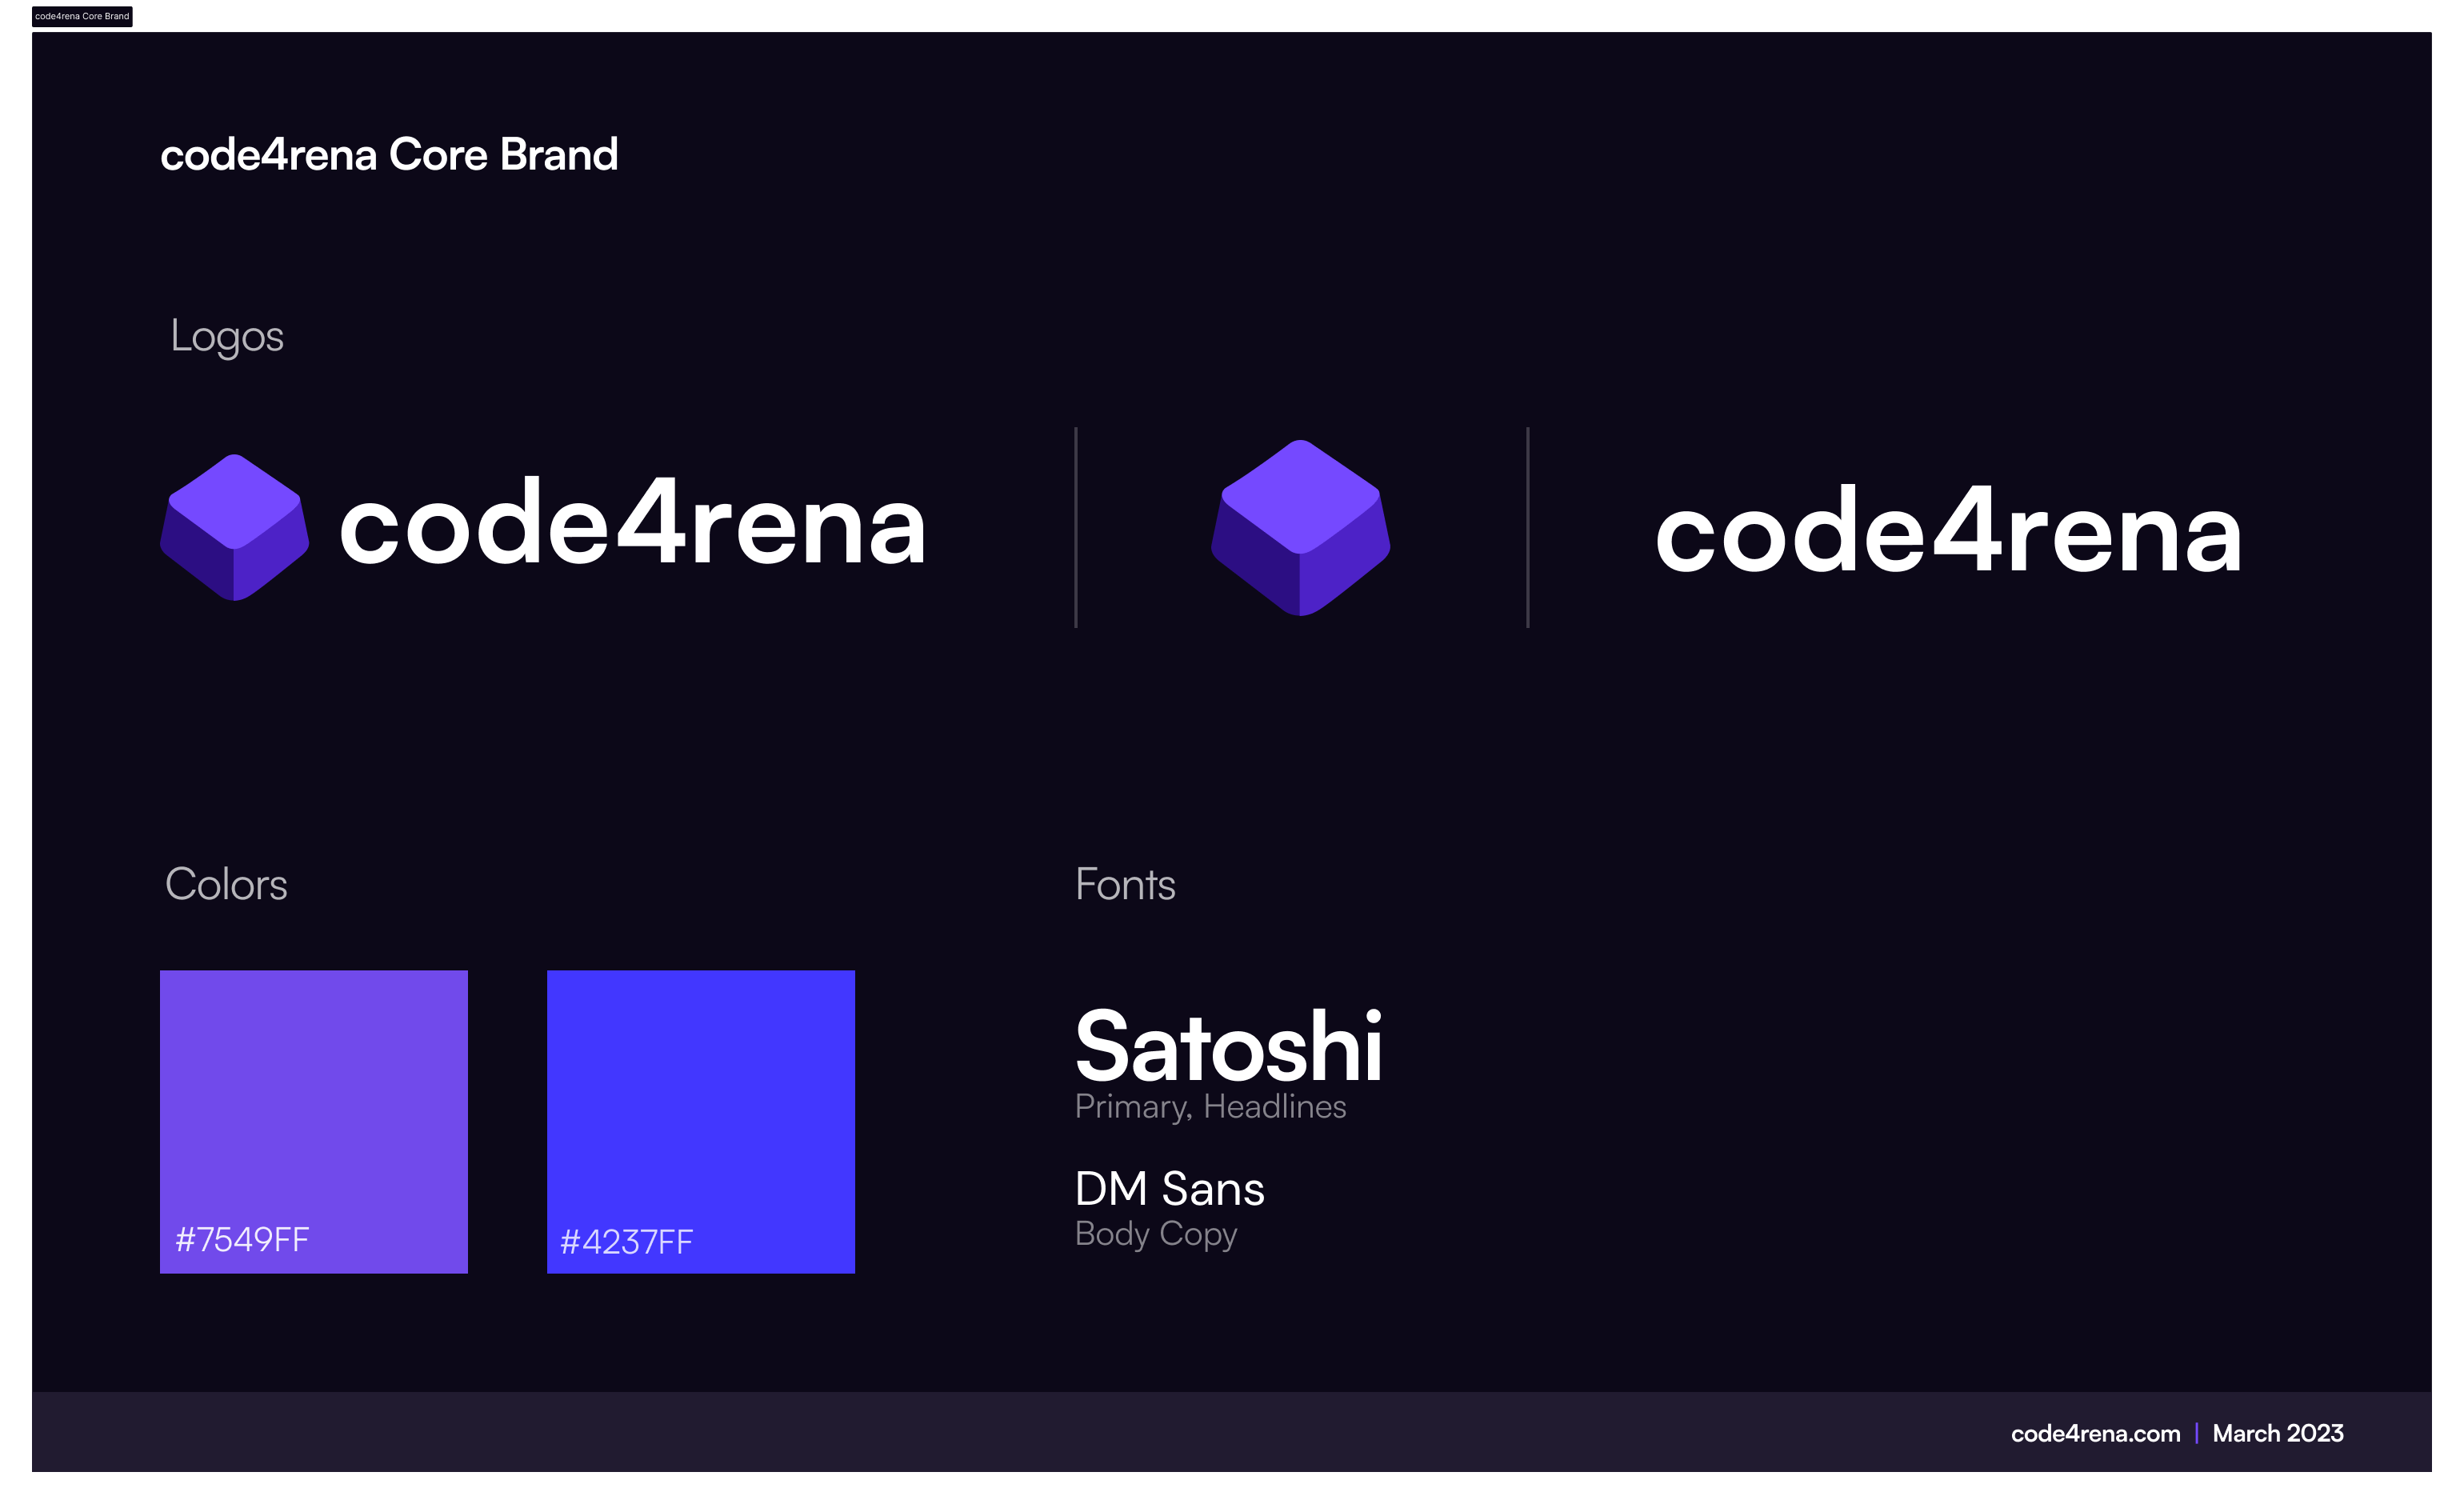 code4rena Core Brand
code4rena Core Brand
Logos
code4rena
code4rena
Colors
#7549FF
#4237FF
Fonts
Satoshi
Primary, Headlines
DM Sans
Body Copy
code4rena.com | March 2023